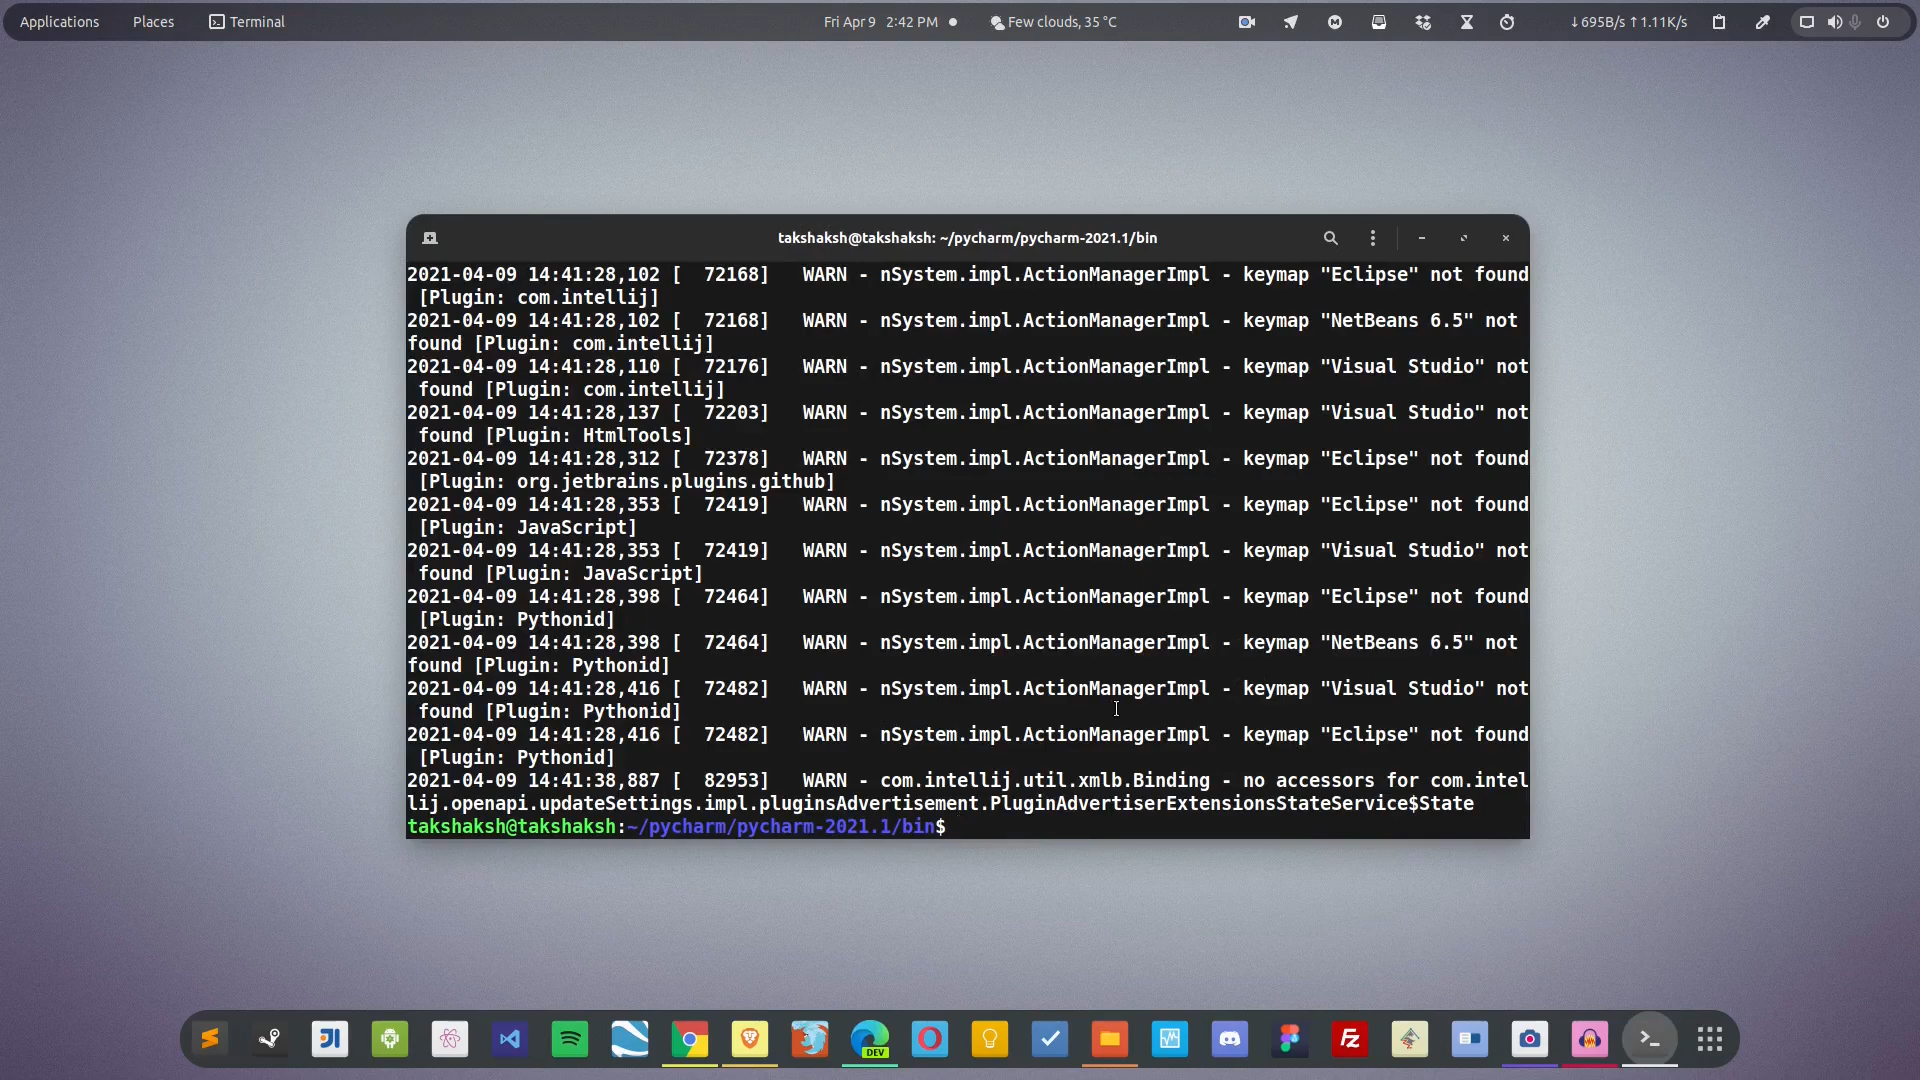 Applications Places Terminal Fri Apr 9 2:42 PM Few clouds, 35 °C ↓695B/s ↑1.11K/s
takshaksh@takshaksh: ~/pycharm/pycharm-2021.1/bin
2021-04-09 14:41:28,102 [  72168]   WARN - nSystem.impl.ActionManagerImpl - keymap "Eclipse" not found
[Plugin: com.intellij]
2021-04-09 14:41:28,102 [  72168]   WARN - nSystem.impl.ActionManagerImpl - keymap "NetBeans 6.5" not
found [Plugin: com.intellij]
2021-04-09 14:41:28,110 [  72176]   WARN - nSystem.impl.ActionManagerImpl - keymap "Visual Studio" not
found [Plugin: com.intellij]
2021-04-09 14:41:28,137 [  72203]   WARN - nSystem.impl.ActionManagerImpl - keymap "Visual Studio" not
found [Plugin: HtmlTools]
2021-04-09 14:41:28,312 [  72378]   WARN - nSystem.impl.ActionManagerImpl - keymap "Eclipse" not found
[Plugin: org.jetbrains.plugins.github]
2021-04-09 14:41:28,353 [  72419]   WARN - nSystem.impl.ActionManagerImpl - keymap "Eclipse" not found
[Plugin: JavaScript]
2021-04-09 14:41:28,353 [  72419]   WARN - nSystem.impl.ActionManagerImpl - keymap "Visual Studio" not
found [Plugin: JavaScript]
2021-04-09 14:41:28,398 [  72464]   WARN - nSystem.impl.ActionManagerImpl - keymap "Eclipse" not found
[Plugin: Pythonid]
2021-04-09 14:41:28,398 [  72464]   WARN - nSystem.impl.ActionManagerImpl - keymap "NetBeans 6.5" not
found [Plugin: Pythonid]
2021-04-09 14:41:28,416 [  72482]   WARN - nSystem.impl.ActionManagerImpl - keymap "Visual Studio" not
found [Plugin: Pythonid]
2021-04-09 14:41:28,416 [  72482]   WARN - nSystem.impl.ActionManagerImpl - keymap "Eclipse" not found
[Plugin: Pythonid]
2021-04-09 14:41:38,887 [  82953]   WARN - com.intellij.util.xmlb.Binding - no accessors for com.intel
lij.openapi.updateSettings.impl.pluginsAdvertisement.PluginAdvertiserExtensionsStateService$State
takshaksh@takshaksh:~/pycharm/pycharm-2021.1/bin$
DEV